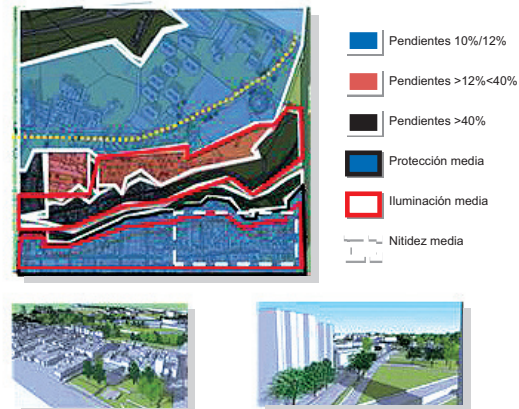 Pendientes 10%/12%
Pendientes >12%<40%
Pendientes >40%
Protección media
Iluminación media
Nitidez media